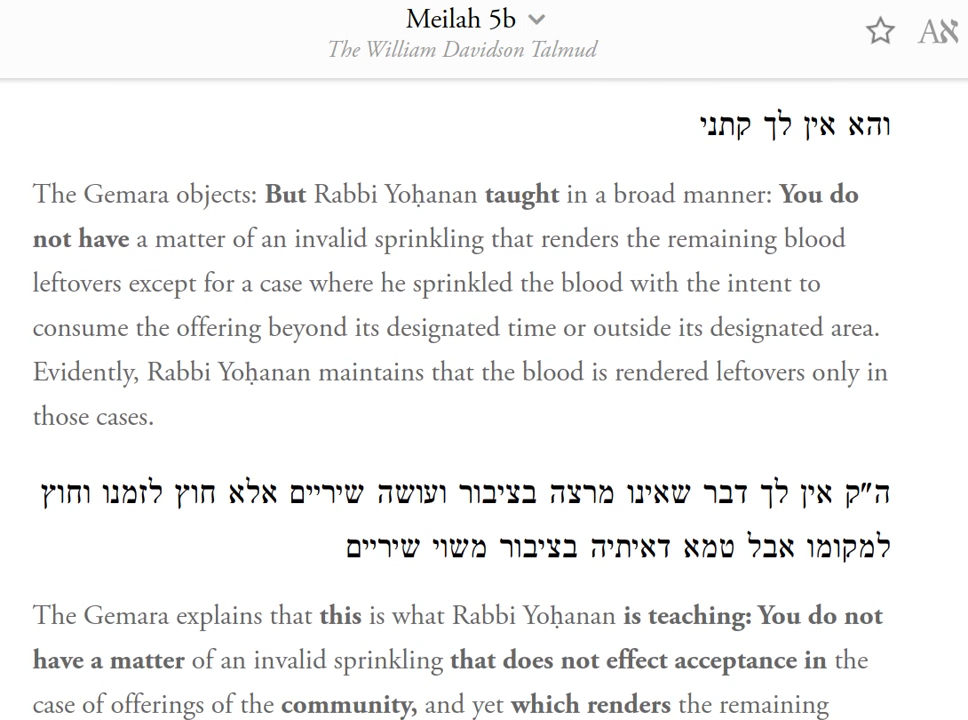 Meilah 5b
The William Davidson Talmud
Aא
והא אין לך קתני
The Gemara objects: But Rabbi Yoḥanan taught in a broad manner: You do
not have a matter of an invalid sprinkling that renders the remaining blood
leftovers except for a case where he sprinkled the blood with the intent to
consume the offering beyond its designated time or outside its designated area.
Evidently, Rabbi Yoḥanan maintains that the blood is rendered leftovers only in
those cases.
ה״ק אין לך דבר שאינו מרצה בציבור ועושה שיריים אלא חוץ לזמנו וחוץ
למקומו אבל טמא דאיתיה בציבור משוי שיריים
The Gemara explains that this is what Rabbi Yoḥanan is teaching: You do not
have a matter of an invalid sprinkling that does not effect acceptance in the
case of offerings of the community, and yet which renders the remaining